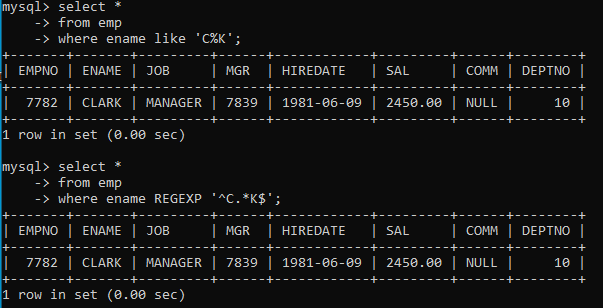 mysql> select *
    -> from emp
    -> where ename like 'C%K';
+-------+-------+---------+------+------------+---------+------+--------+
| EMPNO | ENAME | JOB     | MGR  | HIREDATE   | SAL     | COMM | DEPTNO |
+-------+-------+---------+------+------------+---------+------+--------+
|  7782 | CLARK | MANAGER | 7839 | 1981-06-09 | 2450.00 | NULL |     10 |
+-------+-------+---------+------+------------+---------+------+--------+
1 row in set (0.00 sec)

mysql> select *
    -> from emp
    -> where ename REGEXP '^C.*K$';
+-------+-------+---------+------+------------+---------+------+--------+
| EMPNO | ENAME | JOB     | MGR  | HIREDATE   | SAL     | COMM | DEPTNO |
+-------+-------+---------+------+------------+---------+------+--------+
|  7782 | CLARK | MANAGER | 7839 | 1981-06-09 | 2450.00 | NULL |     10 |
+-------+-------+---------+------+------------+---------+------+--------+
1 row in set (0.00 sec)